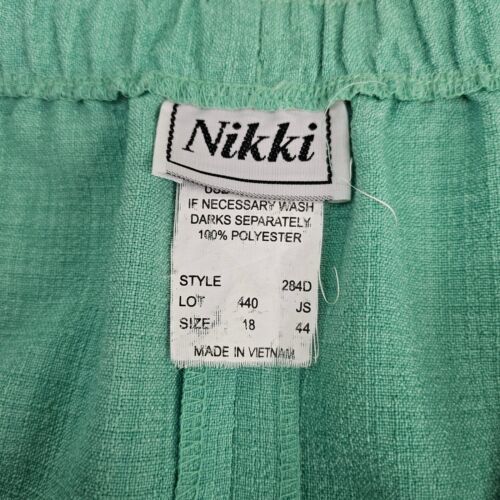 Nikki
IF NECESSARY WASH
DARKS SEPARATELY
100% POLYESTER
STYLE 284D
LOT 440 JS
SIZE 18 44
MADE IN VIETNAM